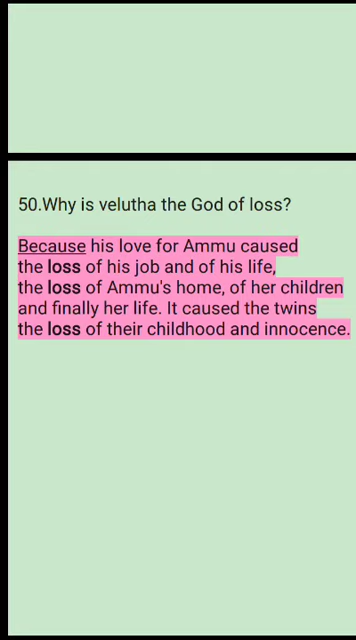 50.Why is velutha the God of loss?
Because his love for Ammu caused
the loss of his job and of his life,
the loss of Ammu's home, of her children
and finally her life. It caused the twins
the loss of their childhood and innocence.